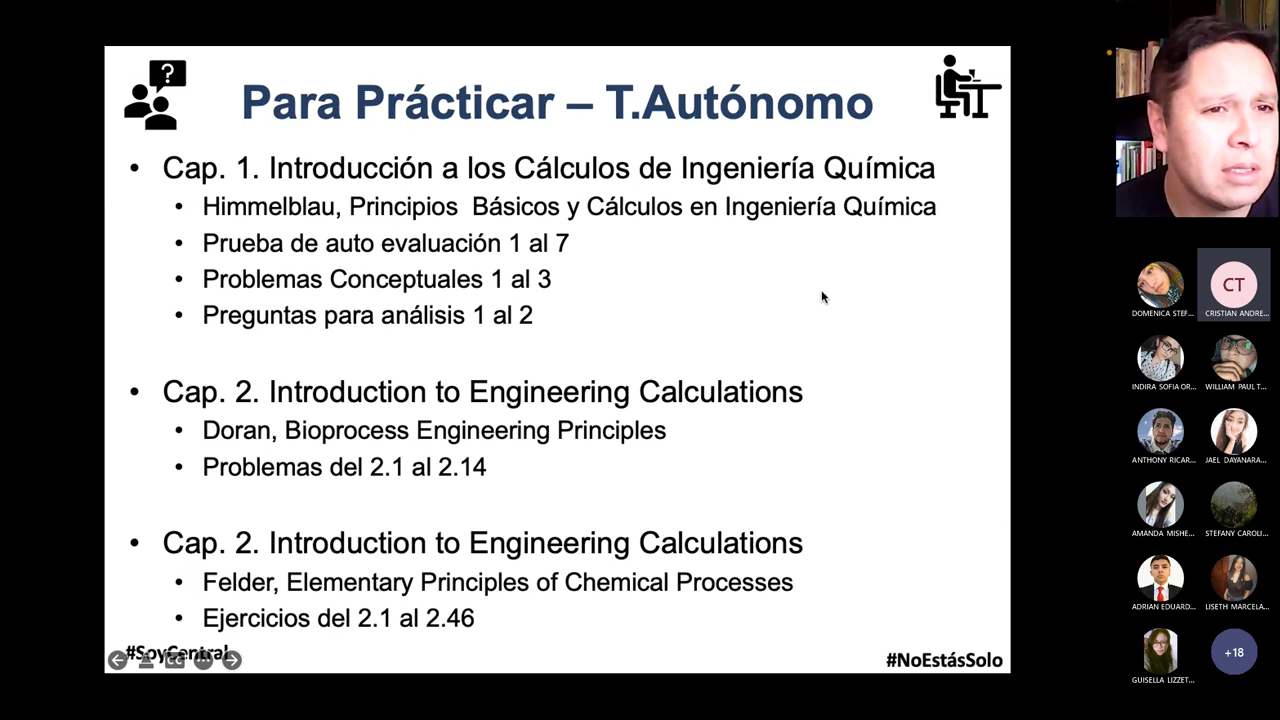 ?
Para Prácticar – T.Autónomo
• Cap. 1. Introducción a los Cálculos de Ingeniería Química
• Himmelblau, Principios Básicos y Cálculos en Ingeniería Química
• Prueba de auto evaluación 1 al 7
• Problemas Conceptuales 1 al 3
• Preguntas para análisis 1 al 2
• Cap. 2. Introduction to Engineering Calculations
• Doran, Bioprocess Engineering Principles
• Problemas del 2.1 al 2.14
• Cap. 2. Introduction to Engineering Calculations
• Felder, Elementary Principles of Chemical Processes
• Ejercicios del 2.1 al 2.46
#SoyCentral
#NoEstásSolo
CT
DOMENICA STEF...
CRISTIAN ANDRE...
INDIRA SOFIA OR...
WILLIAM PAUL T...
ANTHONY RICAR...
JAEL DAYANARA...
AMANDA MISHE...
STEFANY CAROLI...
ADRIAN EDUARD...
LISETH MARCELA...
+18
GUISELLA LIZZET...